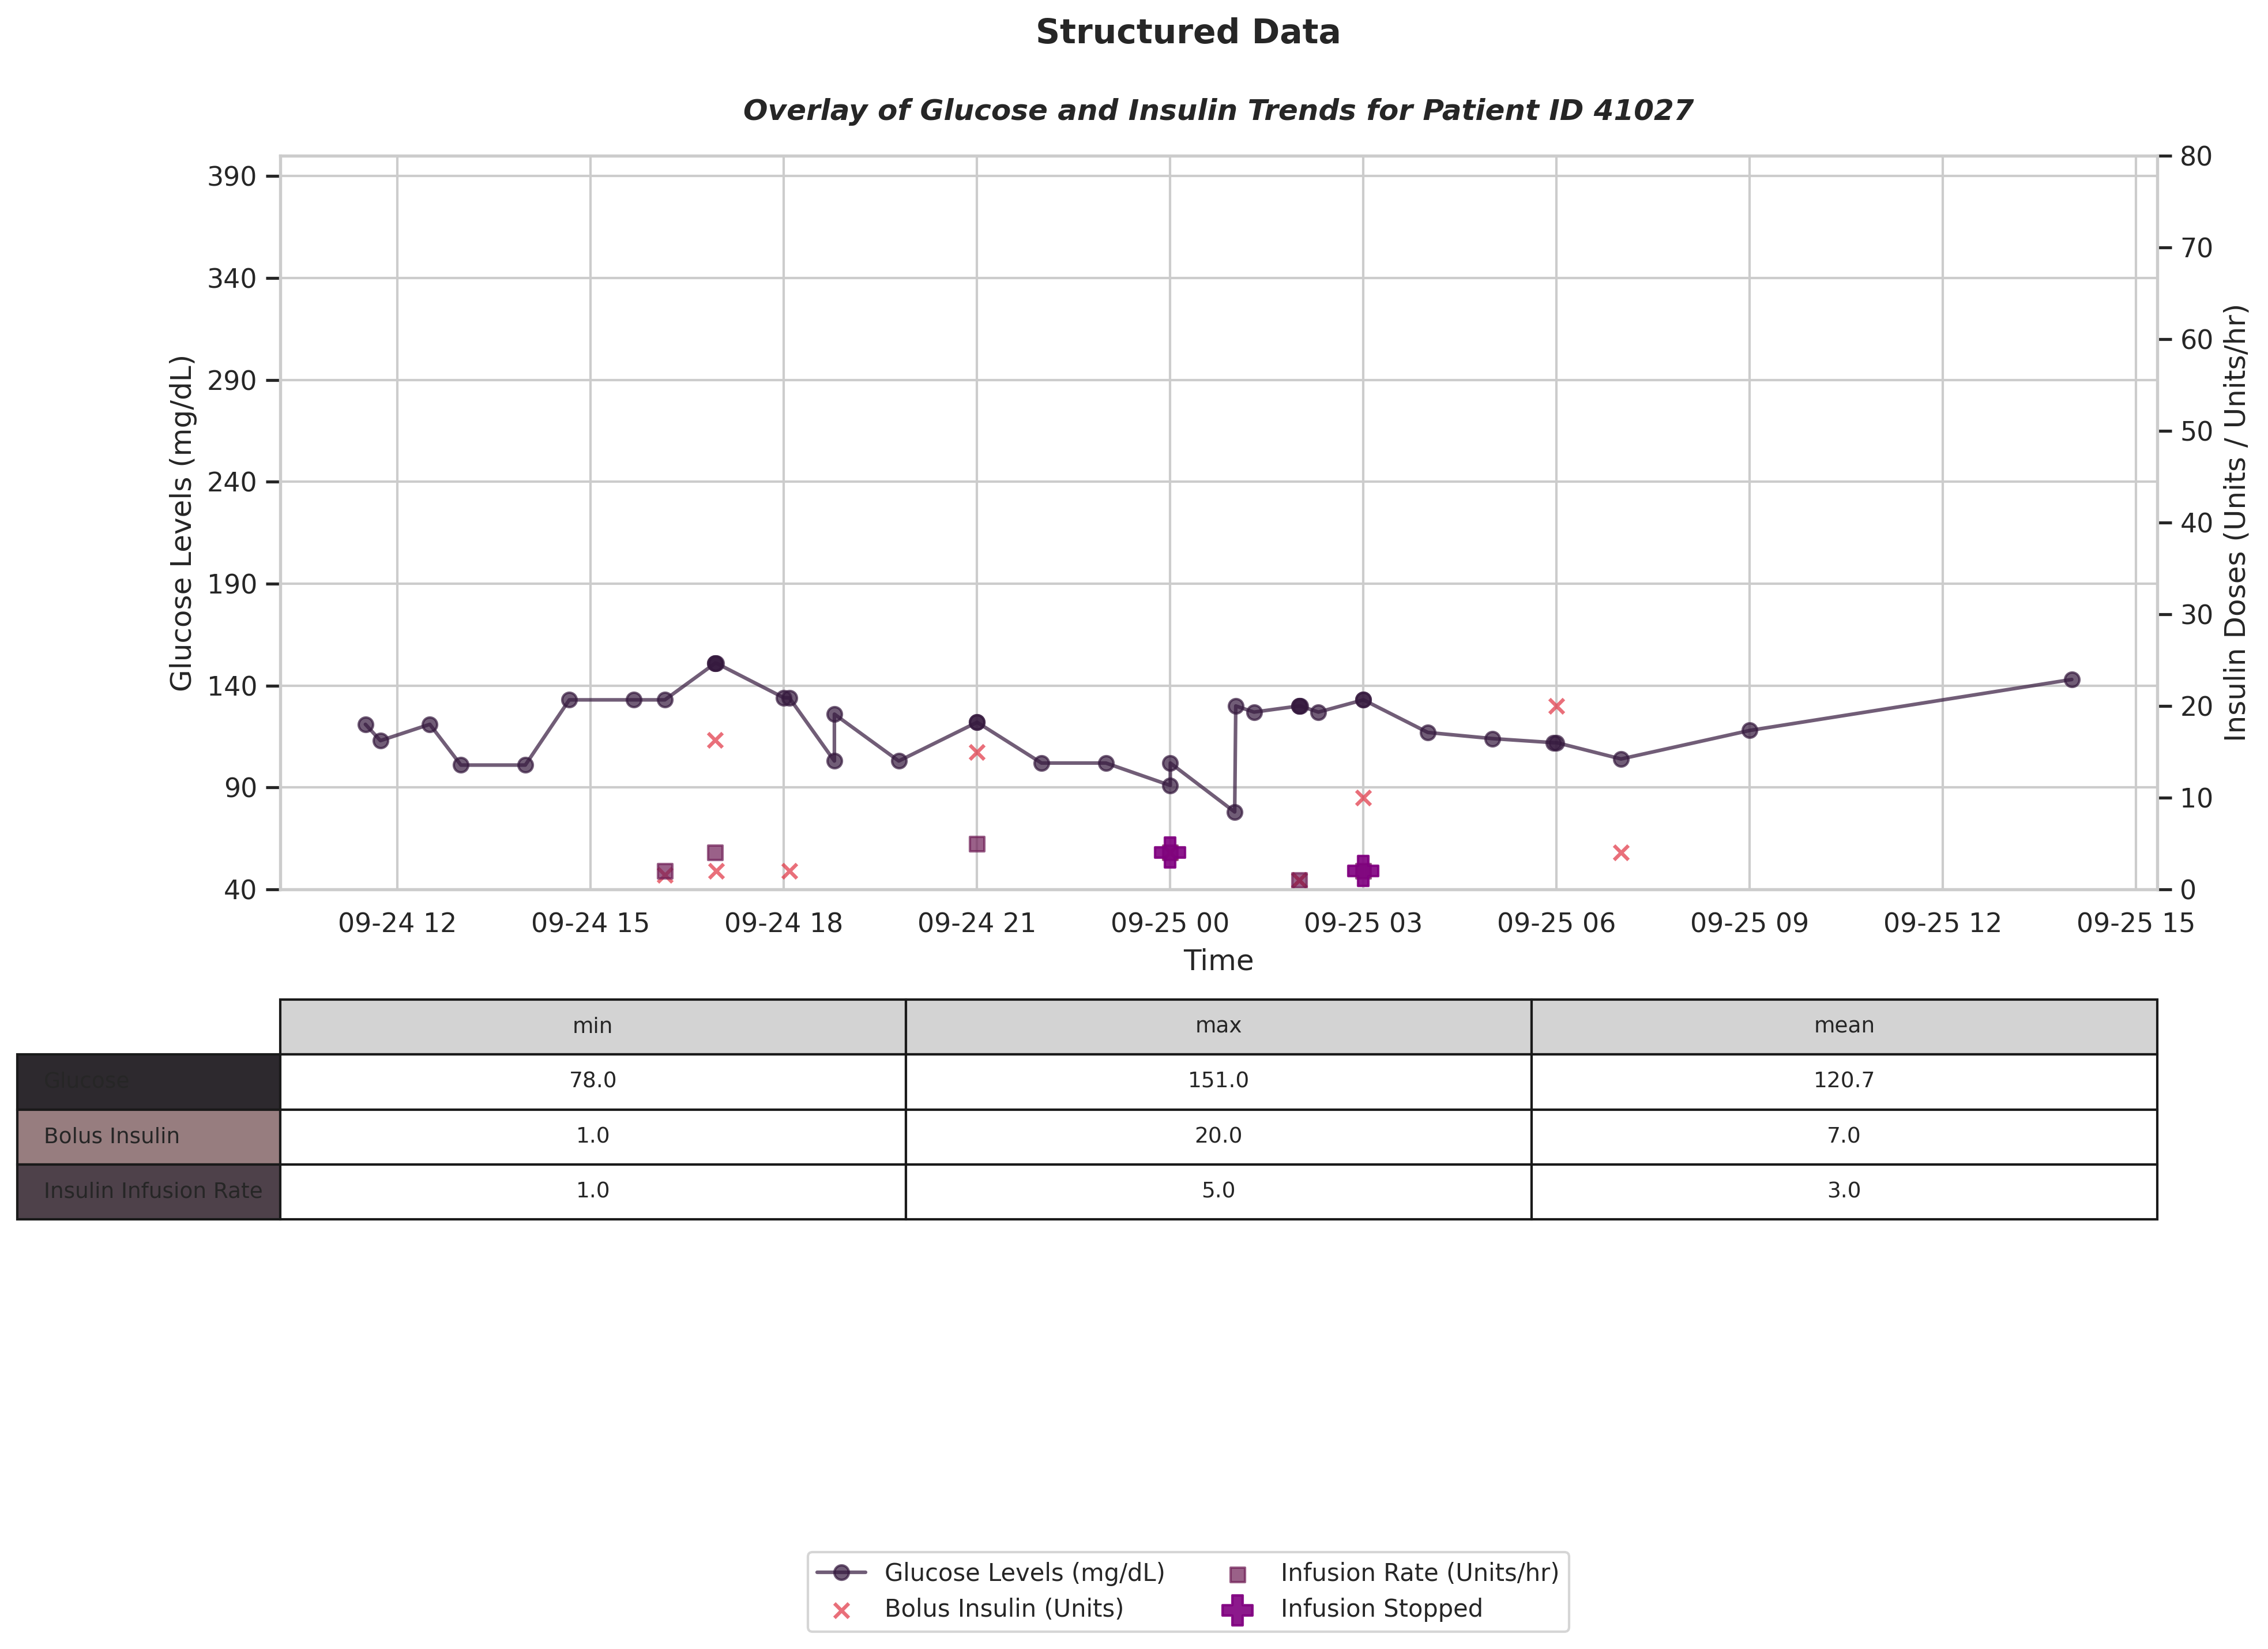 Structured Data
Overlay of Glucose and Insulin Trends for Patient ID 41027
390
340
290
240
190
140
90
40
Glucose Levels (mg/dL)
80
70
60
50
40
30
20
10
0
Insulin Doses (Units / Units/hr)
09-24 12 09-24 15 09-24 18 09-24 21 09-25 00 09-25 03 09-25 06 09-25 09 09-25 12 09-25 15
Time
min max mean
Glucose 78.0 151.0 120.7
Bolus Insulin 1.0 20.0 7.0
Insulin Infusion Rate 1.0 5.0 3.0
Glucose Levels (mg/dL) Infusion Rate (Units/hr)
Bolus Insulin (Units) Infusion Stopped